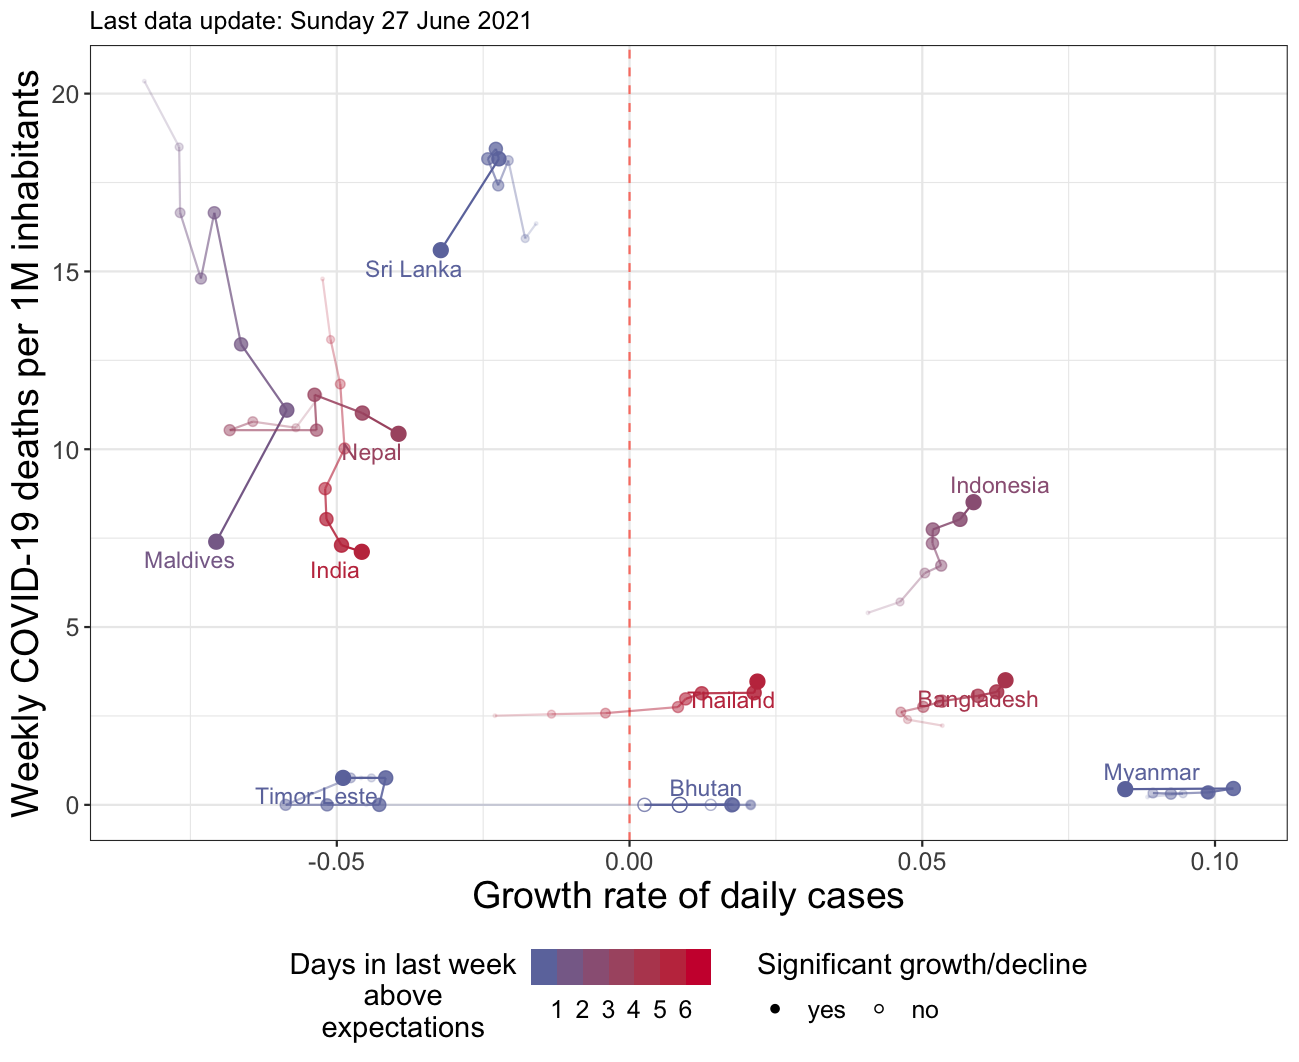 Last data update: Sunday 27 June 2021
Weekly COVID-19 deaths per 1M inhabitants
20
15
10
5
0
Sri Lanka
Nepal
Maldives
India
Indonesia
Thailand
Bangladesh
Timor-Leste
Bhutan
Myanmar
-0.05 0.00 0.05 0.10
Growth rate of daily cases
Days in last week
above
expectations
1 2 3 4 5 6
Significant growth/decline
yes no